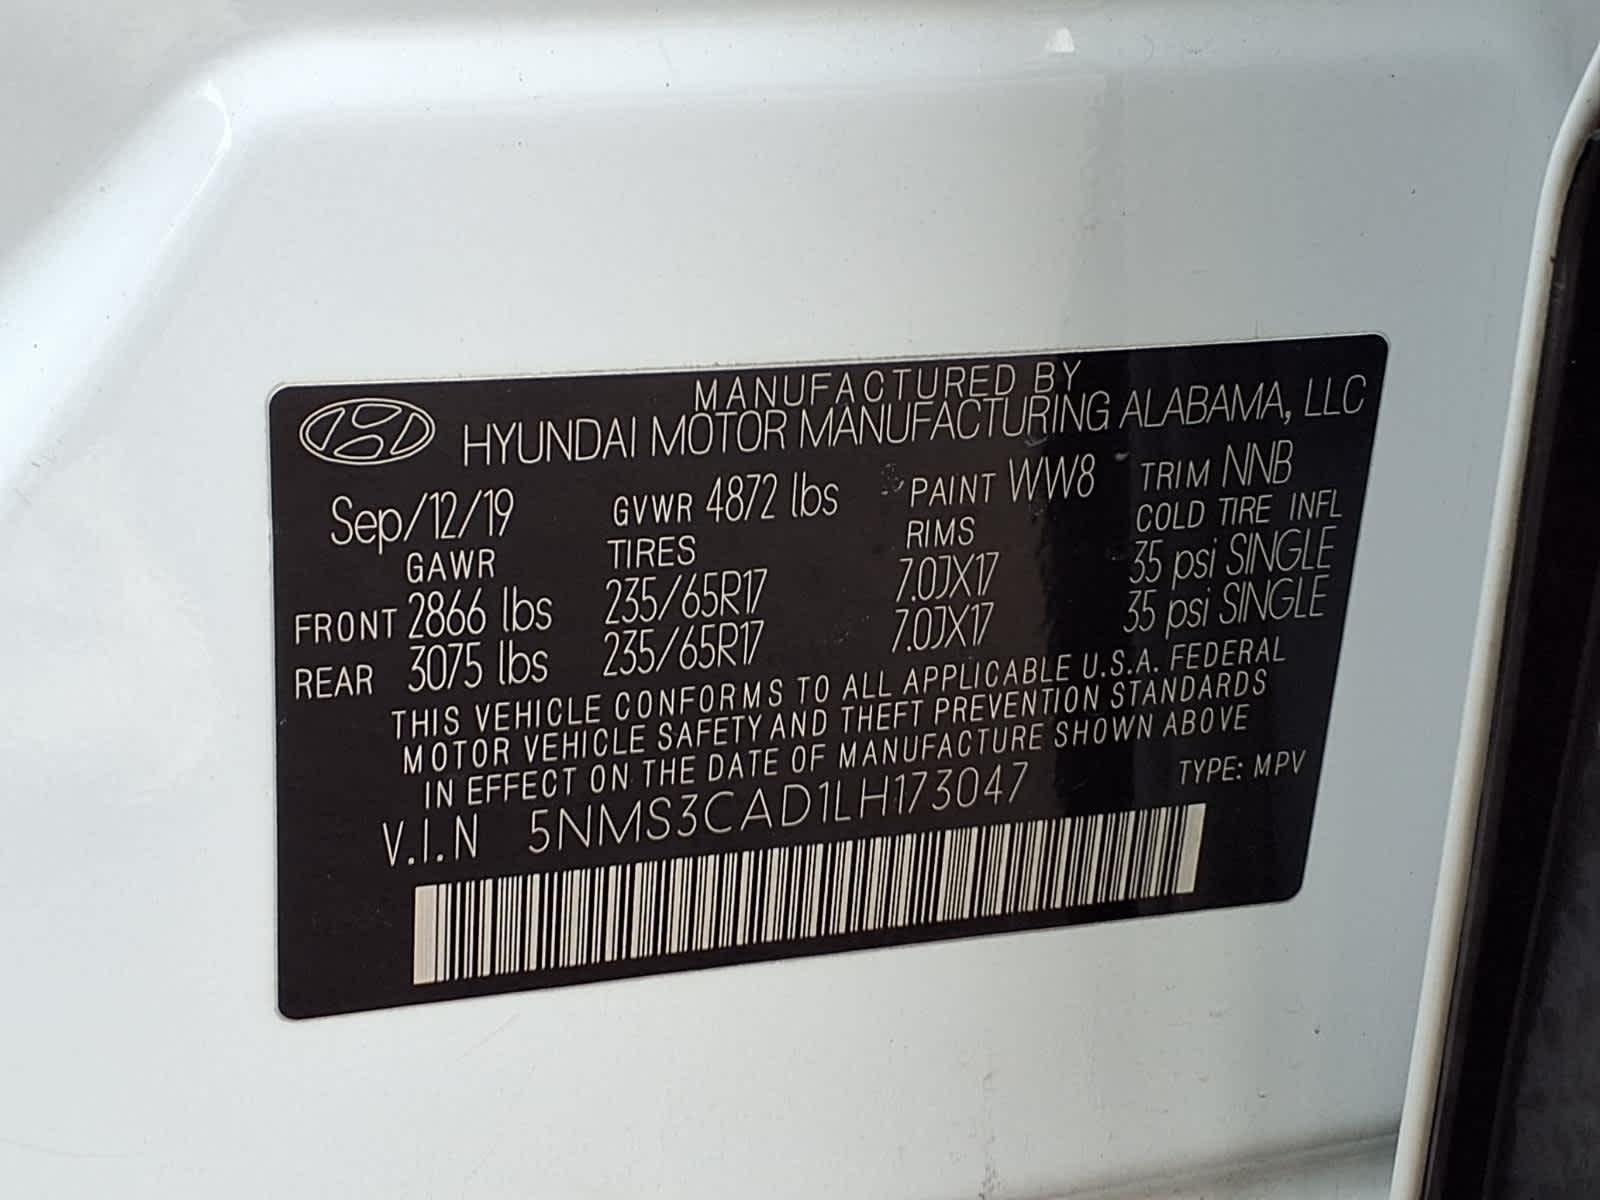 MANUFACTURED BY
HYUNDAI MOTOR MANUFACTURING ALABAMA, LLC
Sep/12/19 GVWR 4872 lbs PAINT WW8 TRIM NNB
GAWR TIRES RIMS COLD TIRE INFL
FRONT 2866 lbs 235/65R17 7.0JX17 35 psi SINGLE
REAR 3075 lbs 235/65R17 7.0JX17 35 psi SINGLE
THIS VEHICLE CONFORMS TO ALL APPLICABLE U.S.A. FEDERAL
MOTOR VEHICLE SAFETY AND THEFT PREVENTION STANDARDS
IN EFFECT ON THE DATE OF MANUFACTURE SHOWN ABOVE
V.I.N 5NMS3CAD1LH173047 TYPE: MPV